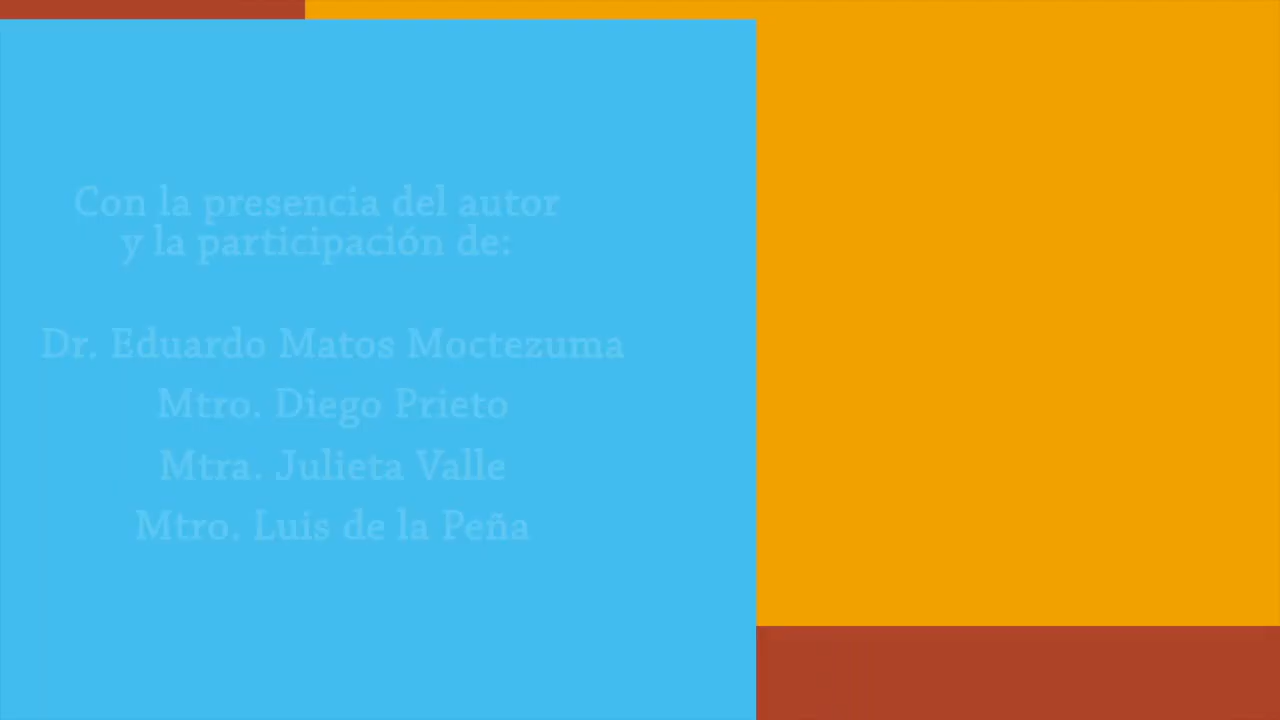 Con la presencia del autor
y la participación de:
Dr. Eduardo Matos Moctezuma
Mtro. Diego Prieto
Mtra. Julieta Valle
Mtro. Luis de la Peña